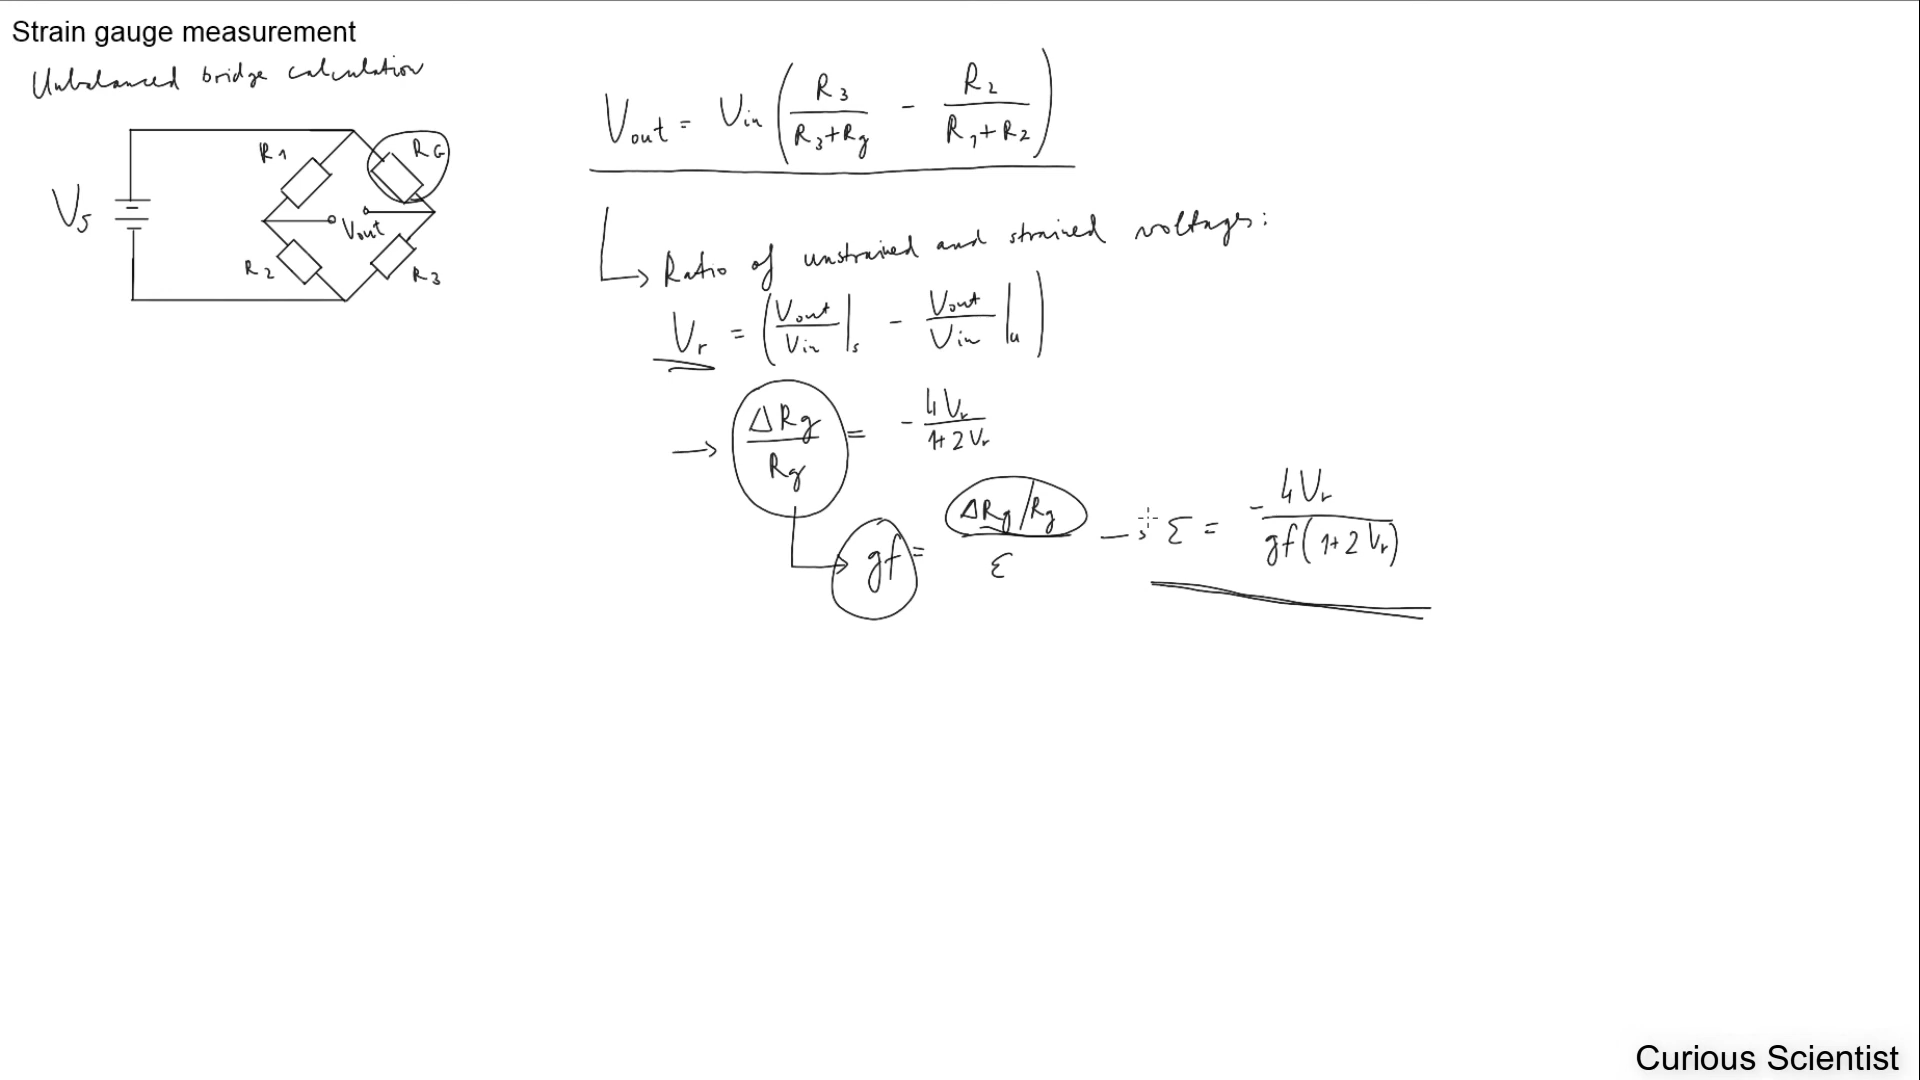 Strain gauge measurement
Unbalanced bridge calculation
R1
RG
Vs
Vout
R2
R3
Vout = Vin (R3/(R3+Rg) - R2/(R1+R2))
Ratio of unstrained and strained voltages:
Vr = (Vout/Vin |s - Vout/Vin |u)
→ ΔRg/Rg = - 4Vr/(1+2Vr)
gf = (ΔRg/Rg)/ε → ε = - 4Vr/(gf(1+2Vr))
Curious Scientist